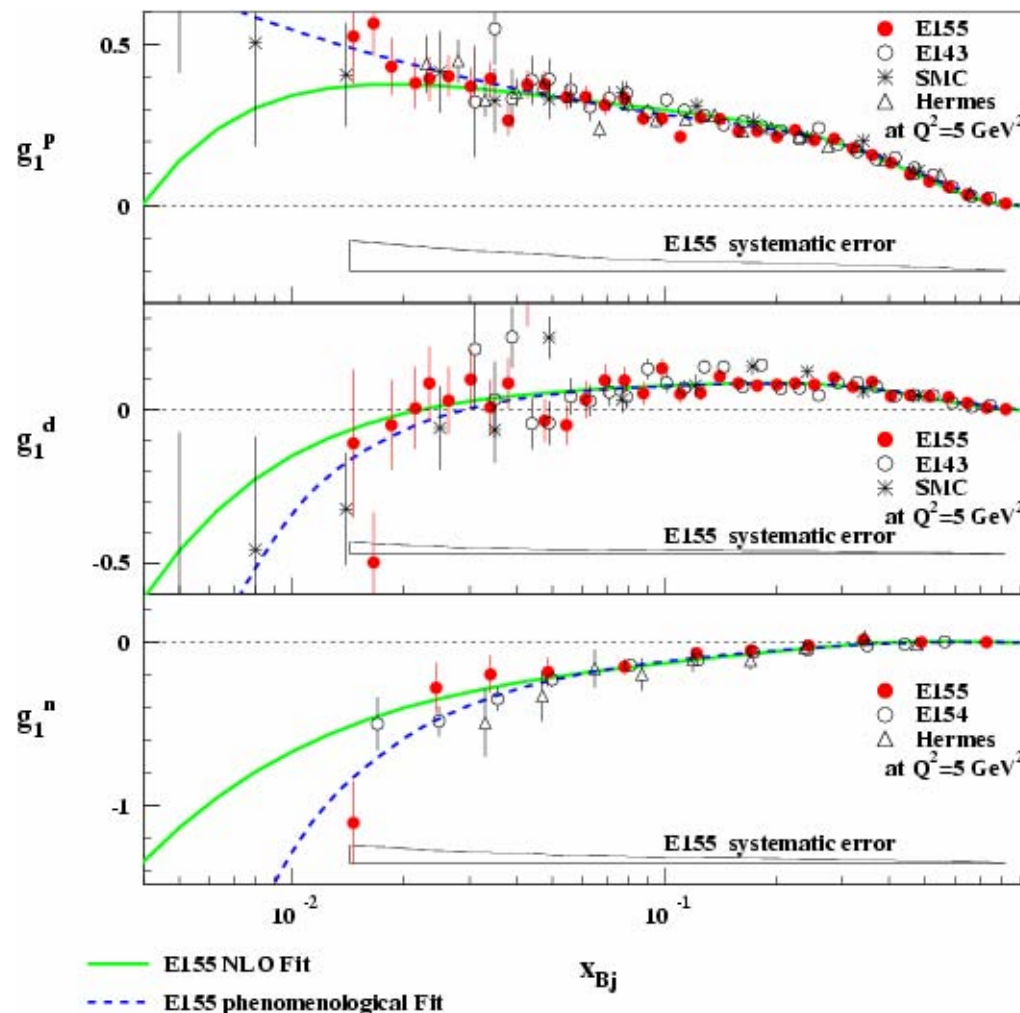 0.5
0
g₁ᵖ
E155
E143
SMC
Hermes
at Q²=5 GeV²
E155 systematic error
0
-0.5
g₁ᵈ
E155
E143
SMC
at Q²=5 GeV²
E155 systematic error
0
-1
g₁ⁿ
E155
E154
Hermes
at Q²=5 GeV²
E155 systematic error
10⁻²
10⁻¹
x_Bj
E155 NLO Fit
E155 phenomenological Fit